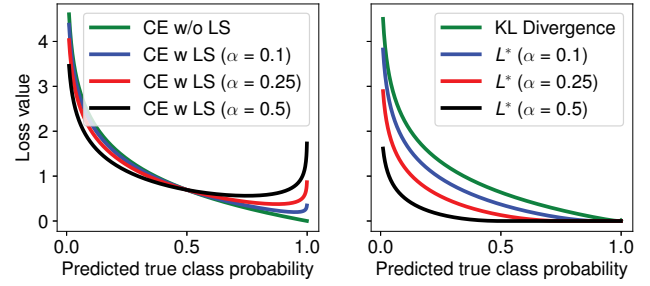 Loss value
4
3
2
1
0
CE w/o LS
CE w LS (α = 0.1)
CE w LS (α = 0.25)
CE w LS (α = 0.5)
0.0 0.5 1.0
Predicted true class probability
KL Divergence
L* (α = 0.1)
L* (α = 0.25)
L* (α = 0.5)
0.0 0.5 1.0
Predicted true class probability